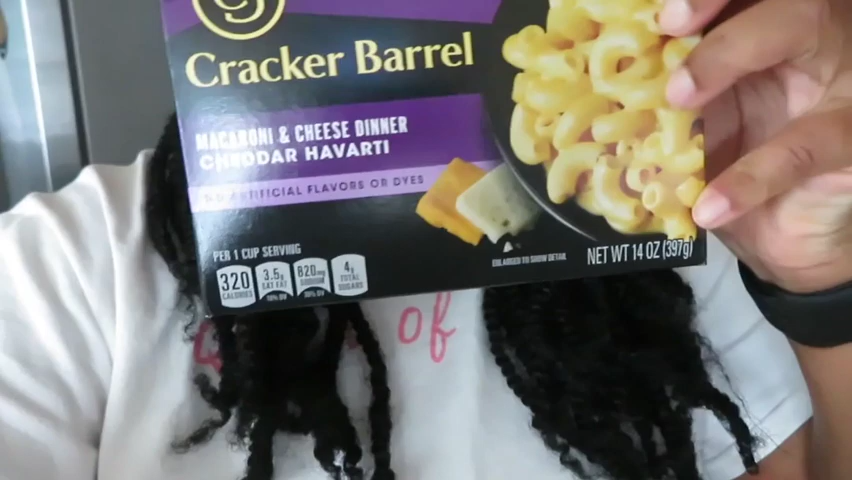 Cracker Barrel
MACARONI & CHEESE DINNER
CHEDDAR HAVARTI
NO ARTIFICIAL FLAVORS OR DYES
PER 1 CUP SERVING
320 CALORIES
3.5g SAT FAT
820mg SODIUM
4g TOTAL SUGARS
ENLARGED TO SHOW DETAIL
NET WT 14 OZ (397g)
of